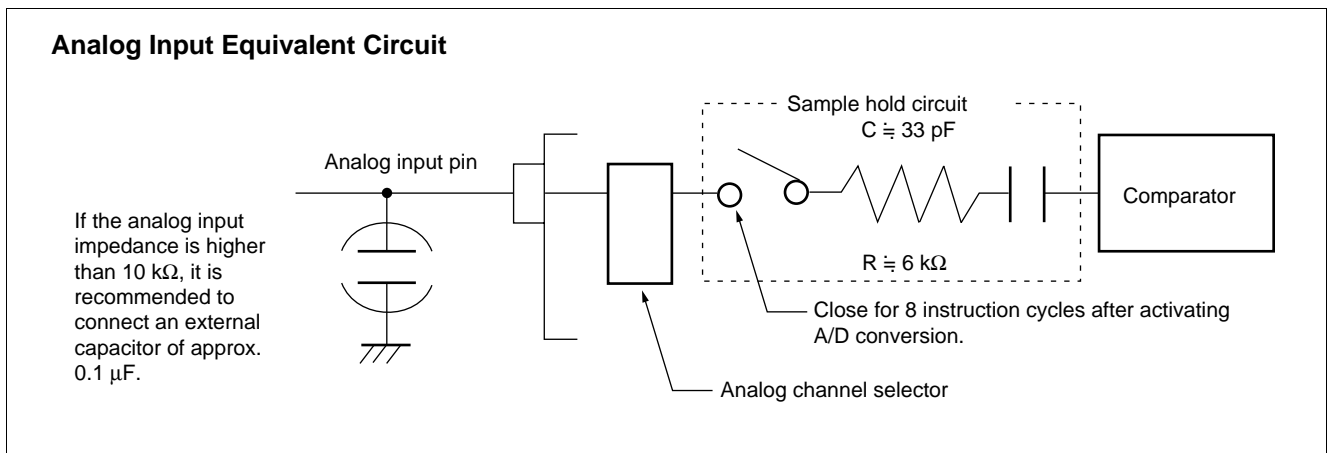 Analog Input Equivalent Circuit
Sample hold circuit
C ≒ 33 pF
Analog input pin
Comparator
If the analog input
impedance is higher
than 10 kΩ, it is
recommended to
connect an external
capacitor of approx.
0.1 μF.
R ≒ 6 kΩ
Close for 8 instruction cycles after activating
A/D conversion.
Analog channel selector